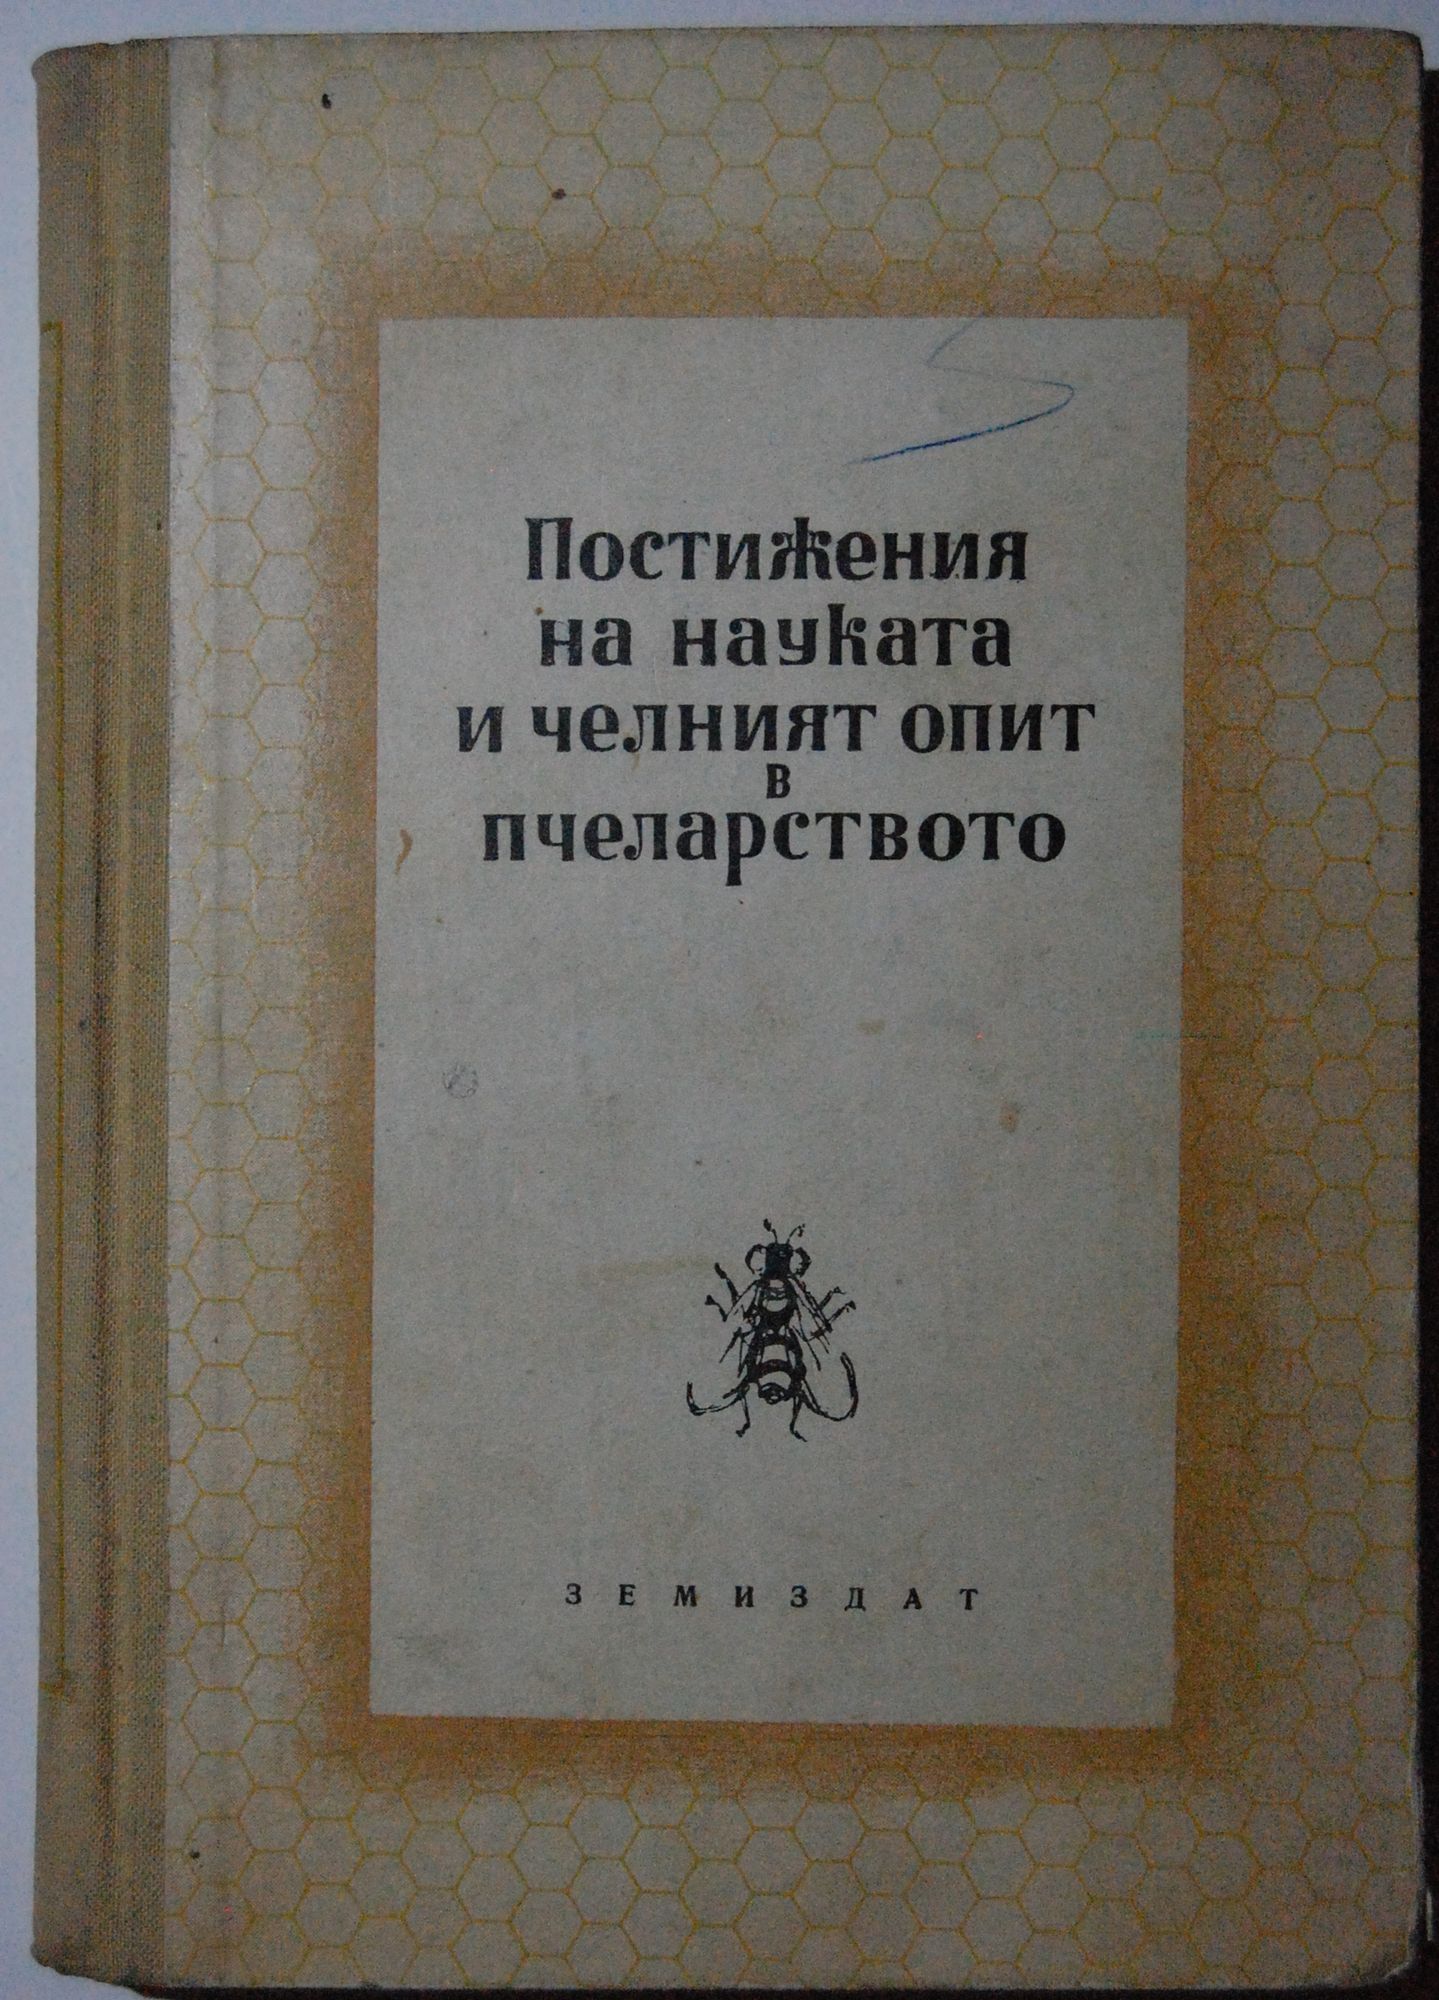 Постижения
на науката
и челният опит
в
пчеларството
ЗЕМИЗДАТ